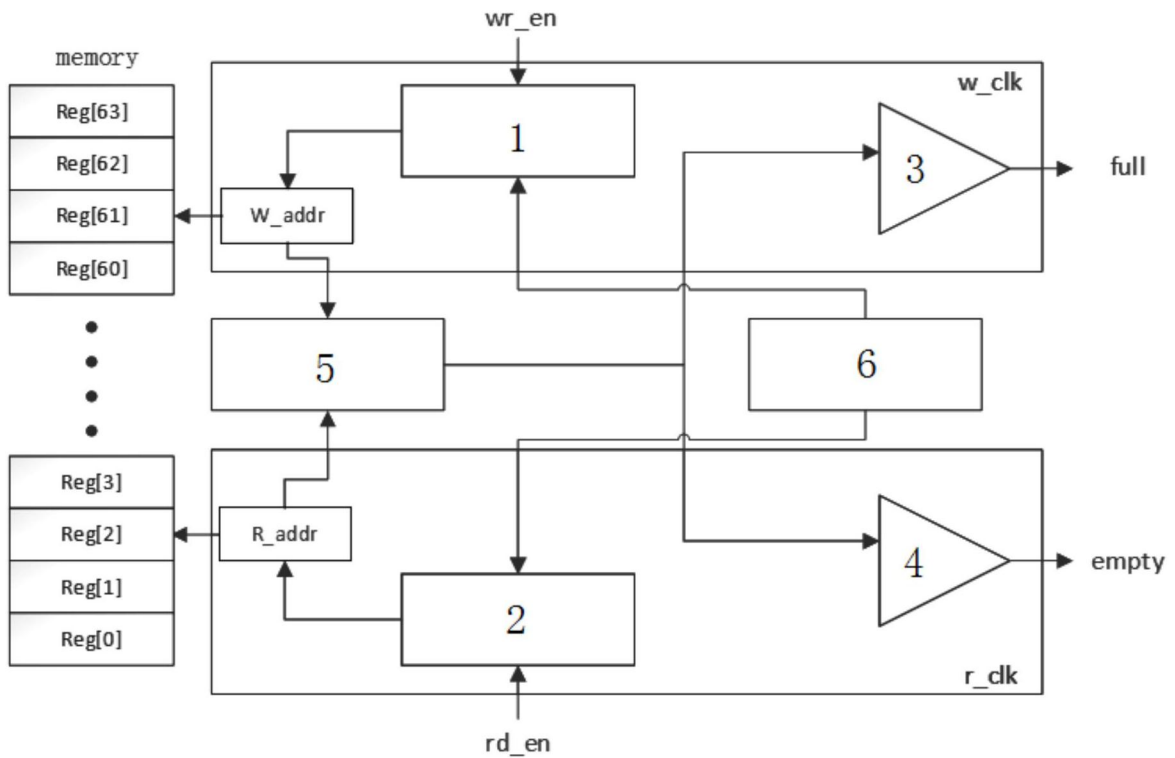 wr_en
memory
w_clk
Reg[63]
1
3
full
Reg[62]
Reg[61]
W_addr
Reg[60]
5
6
Reg[3]
Reg[2]
R_addr
4
empty
Reg[1]
2
Reg[0]
r_clk
rd_en